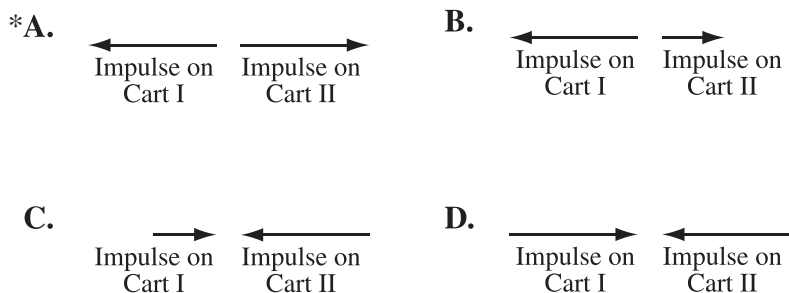 *A.
Impulse on Impulse on
Cart I Cart II
B.
Impulse on Impulse on
Cart I Cart II
C.
Impulse on Impulse on
Cart I Cart II
D.
Impulse on Impulse on
Cart I Cart II